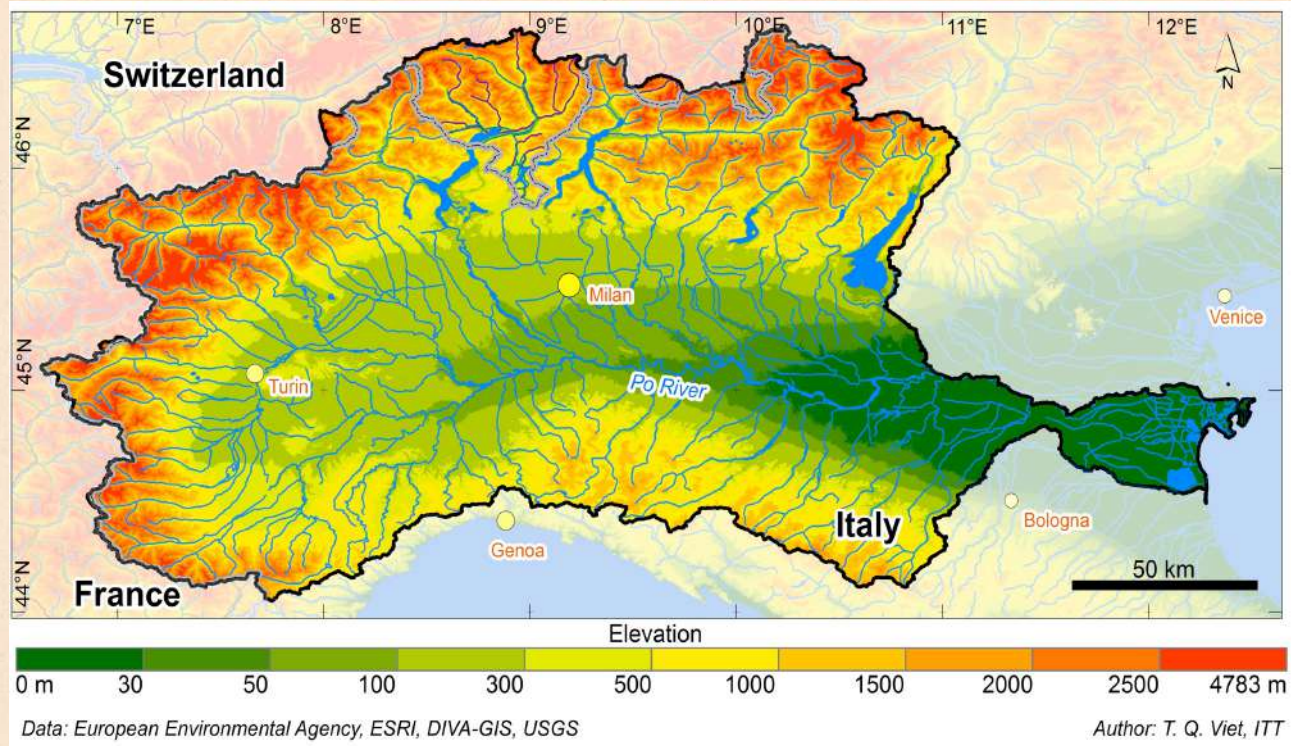 7°E 8°E 9°E 10°E 11°E 12°E
Switzerland
N
46°N
Milan
Venice
45°N
Turin
Po River
Italy
Bologna
Genoa
50 km
44°N
France
Elevation
0 m 30 50 100 300 500 1000 1500 2000 2500 4783 m
Data: European Environmental Agency, ESRI, DIVA-GIS, USGS
Author: T. Q. Viet, ITT